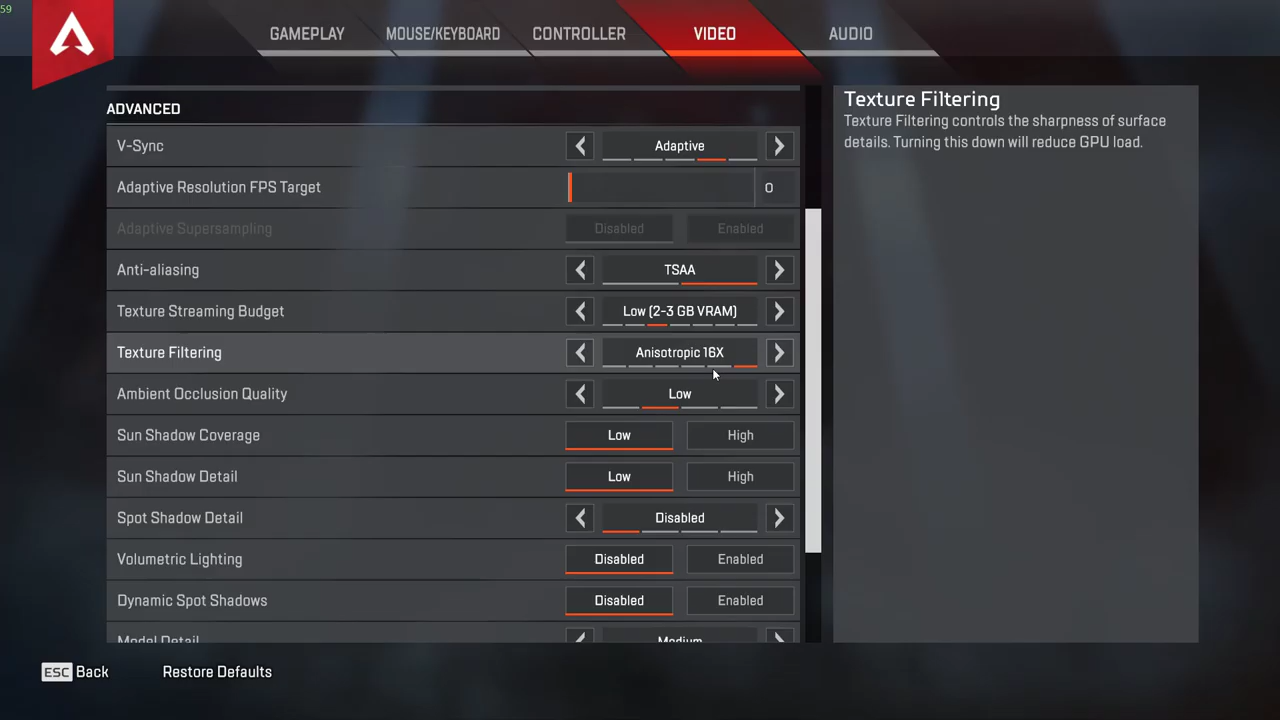 59
GAMEPLAY
MOUSE/KEYBOARD
CONTROLLER
VIDEO
AUDIO
ADVANCED
V-Sync
Adaptive
Adaptive Resolution FPS Target
0
Adaptive Supersampling
Disabled
Enabled
Anti-aliasing
TSAA
Texture Streaming Budget
Low (2-3 GB VRAM)
Texture Filtering
Anisotropic 16X
Ambient Occlusion Quality
Low
Sun Shadow Coverage
Low
High
Sun Shadow Detail
Low
High
Spot Shadow Detail
Disabled
Volumetric Lighting
Disabled
Enabled
Dynamic Spot Shadows
Disabled
Enabled
Model Detail
Medium
Texture Filtering
Texture Filtering controls the sharpness of surface
details. Turning this down will reduce GPU load.
ESC Back
Restore Defaults